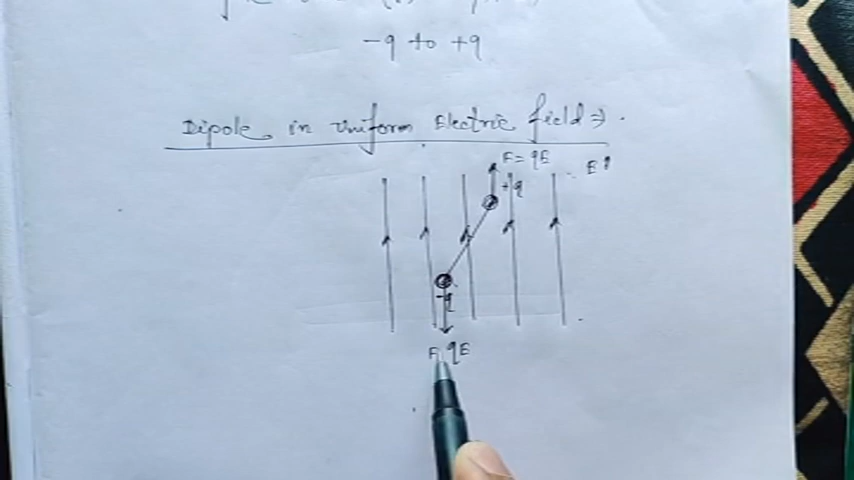 -q to +q
Dipole in uniform Electric field ⇒.
F = qE
E
+q
-q
F qE